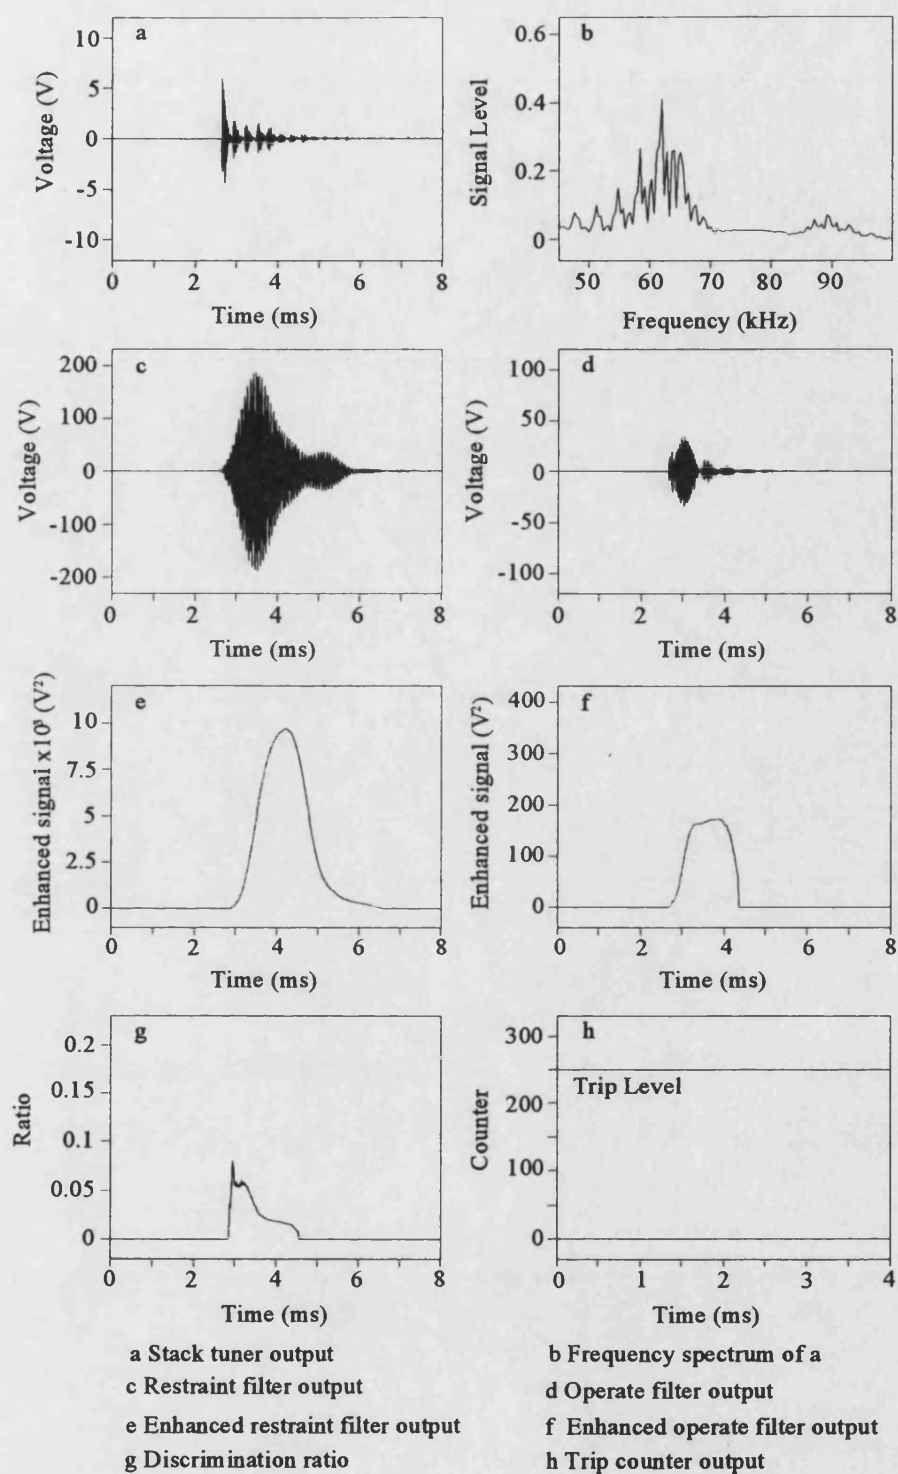 a
10
5
0
-5
-10
Voltage (V)
0 2 4 6 8
Time (ms)
b
0.6
0.4
0.2
0
Signal Level
50 60 70 80 90
Frequency (kHz)
c
200
100
0
-100
-200
Voltage (V)
0 2 4 6 8
Time (ms)
d
100
50
0
-50
-100
Voltage (V)
0 2 4 6 8
Time (ms)
e
10
7.5
5
2.5
0
Enhanced signal x10³ (V²)
0 2 4 6 8
Time (ms)
f
400
300
200
100
0
Enhanced signal (V²)
0 2 4 6 8
Time (ms)
g
0.2
0.15
0.1
0.05
0
Ratio
0 2 4 6 8
Time (ms)
h
300
Trip Level
200
100
0
Counter
0 1 2 3 4
Time (ms)
a Stack tuner output
b Frequency spectrum of a
c Restraint filter output
d Operate filter output
e Enhanced restraint filter output
f Enhanced operate filter output
g Discrimination ratio
h Trip counter output